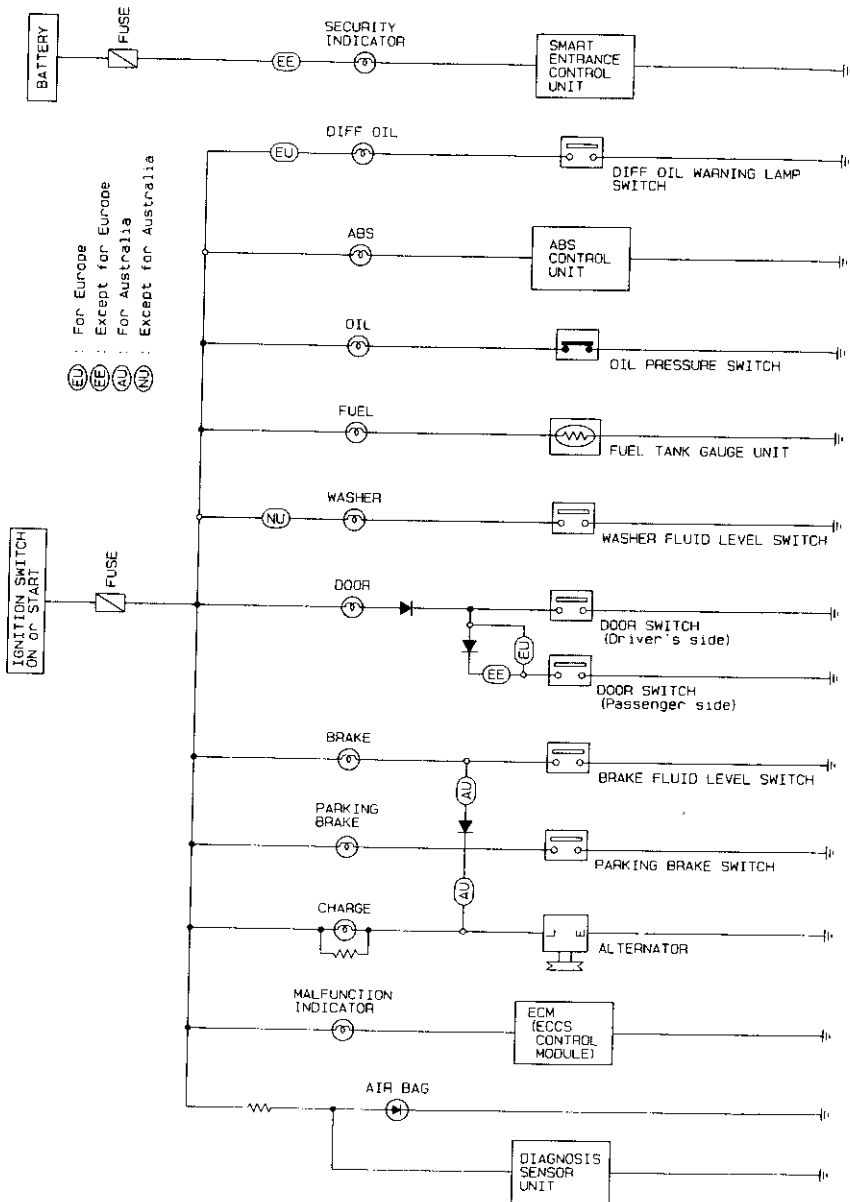 BATTERY
FUSE
EE
SECURITY
INDICATOR
SMART
ENTRANCE
CONTROL
UNIT
EU : For Europe
EE : Except for Europe
AU : For Australia
NU : Except for Australia
EU
DIFF OIL
DIFF OIL WARNING LAMP
SWITCH
ABS
ABS
CONTROL
UNIT
OIL
OIL PRESSURE SWITCH
FUEL
FUEL TANK GAUGE UNIT
NU
WASHER
WASHER FLUID LEVEL SWITCH
IGNITION SWITCH
ON or START
FUSE
DOOR
DOOR SWITCH
(Driver's side)
EU
EE
DOOR SWITCH
(Passenger side)
BRAKE
BRAKE FLUID LEVEL SWITCH
AU
PARKING
BRAKE
PARKING BRAKE SWITCH
AU
CHARGE
L
E
ALTERNATOR
MALFUNCTION
INDICATOR
ECM
(ECCS
CONTROL
MODULE)
AIR BAG
DIAGNOSIS
SENSOR
UNIT